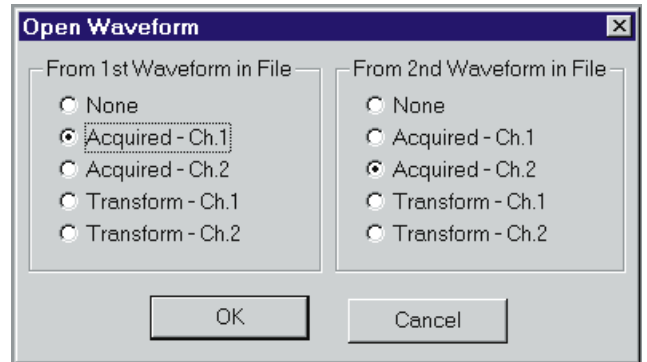 Open Waveform
From 1st Waveform in File
None
Acquired - Ch.1
Acquired - Ch.2
Transform - Ch.1
Transform - Ch.2
From 2nd Waveform in File
None
Acquired - Ch.1
Acquired - Ch.2
Transform - Ch.1
Transform - Ch.2
OK
Cancel